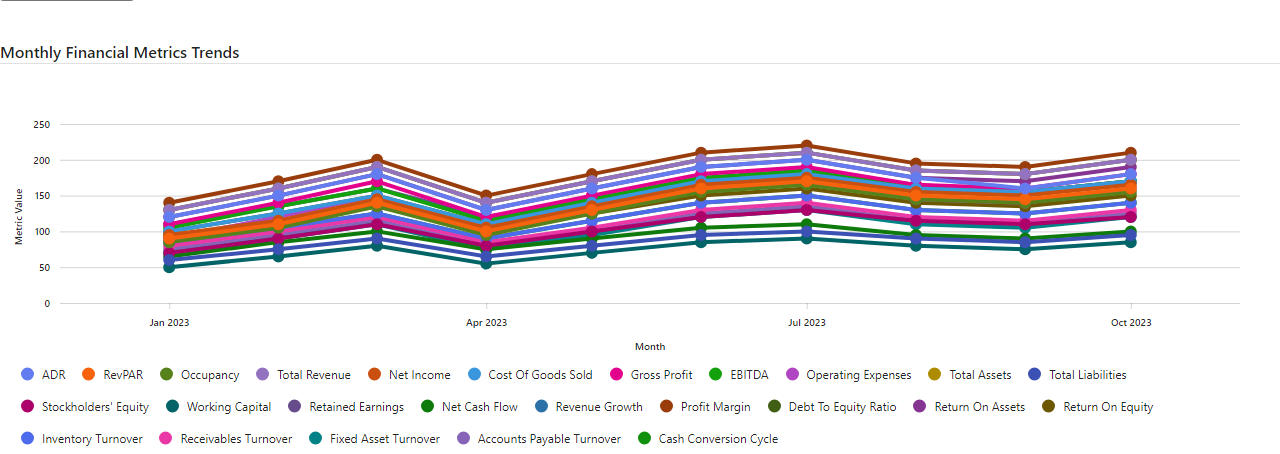 Monthly Financial Metrics Trends
250
200
150
100
50
0
Metric Value
Jan 2023 Apr 2023 Jul 2023 Oct 2023
Month
ADR RevPAR Occupancy Total Revenue Net Income Cost Of Goods Sold Gross Profit EBITDA Operating Expenses Total Assets Total Liabilities
Stockholders' Equity Working Capital Retained Earnings Net Cash Flow Revenue Growth Profit Margin Debt To Equity Ratio Return On Assets Return On Equity
Inventory Turnover Receivables Turnover Fixed Asset Turnover Accounts Payable Turnover Cash Conversion Cycle